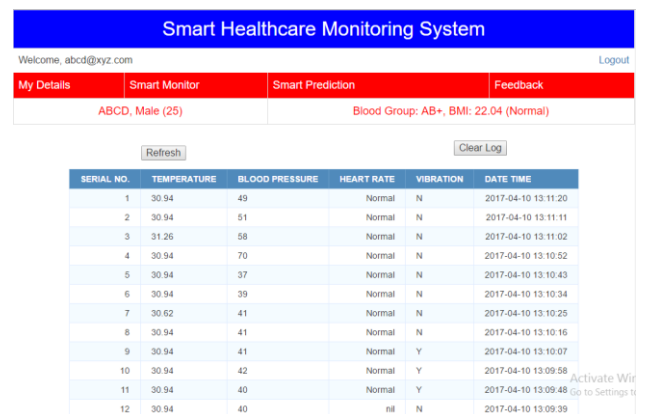 Smart Healthcare Monitoring System
Welcome, abcd@xyz.com Logout
My Details Smart Monitor Smart Prediction Feedback
ABCD, Male (25) Blood Group: AB+, BMI: 22.04 (Normal)
Refresh Clear Log
SERIAL NO. TEMPERATURE BLOOD PRESSURE HEART RATE VIBRATION DATE TIME
1 30.94 49 Normal N 2017-04-10 13:11:20
2 30.94 51 Normal N 2017-04-10 13:11:11
3 31.26 58 Normal N 2017-04-10 13:11:02
4 30.94 70 Normal N 2017-04-10 13:10:52
5 30.94 37 Normal N 2017-04-10 13:10:43
6 30.94 39 Normal N 2017-04-10 13:10:34
7 30.62 41 Normal N 2017-04-10 13:10:25
8 30.94 41 Normal N 2017-04-10 13:10:16
9 30.94 41 Normal Y 2017-04-10 13:10:07
10 30.94 42 Normal Y 2017-04-10 13:09:58
Activate Wir
11 30.94 40 Normal Y 2017-04-10 13:09:48
Go to Settings to
12 30.94 40 nil N 2017-04-10 13:09:39